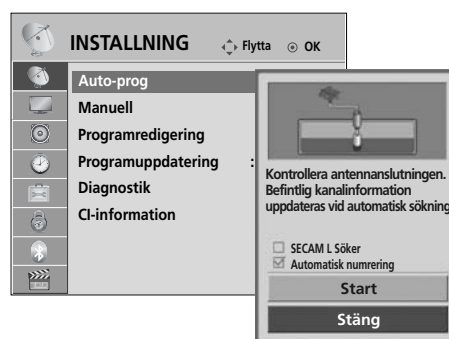 INSTALLNING Flytta OK
Auto-prog
Manuell
Programredigering
Programuppdatering :
Diagnostik
CI-information
Kontrollera antennanslutningen.
Befintlig kanalinformation
uppdateras vid automatisk sökning
SECAM L Söker
Automatisk numrering
Start
Stäng